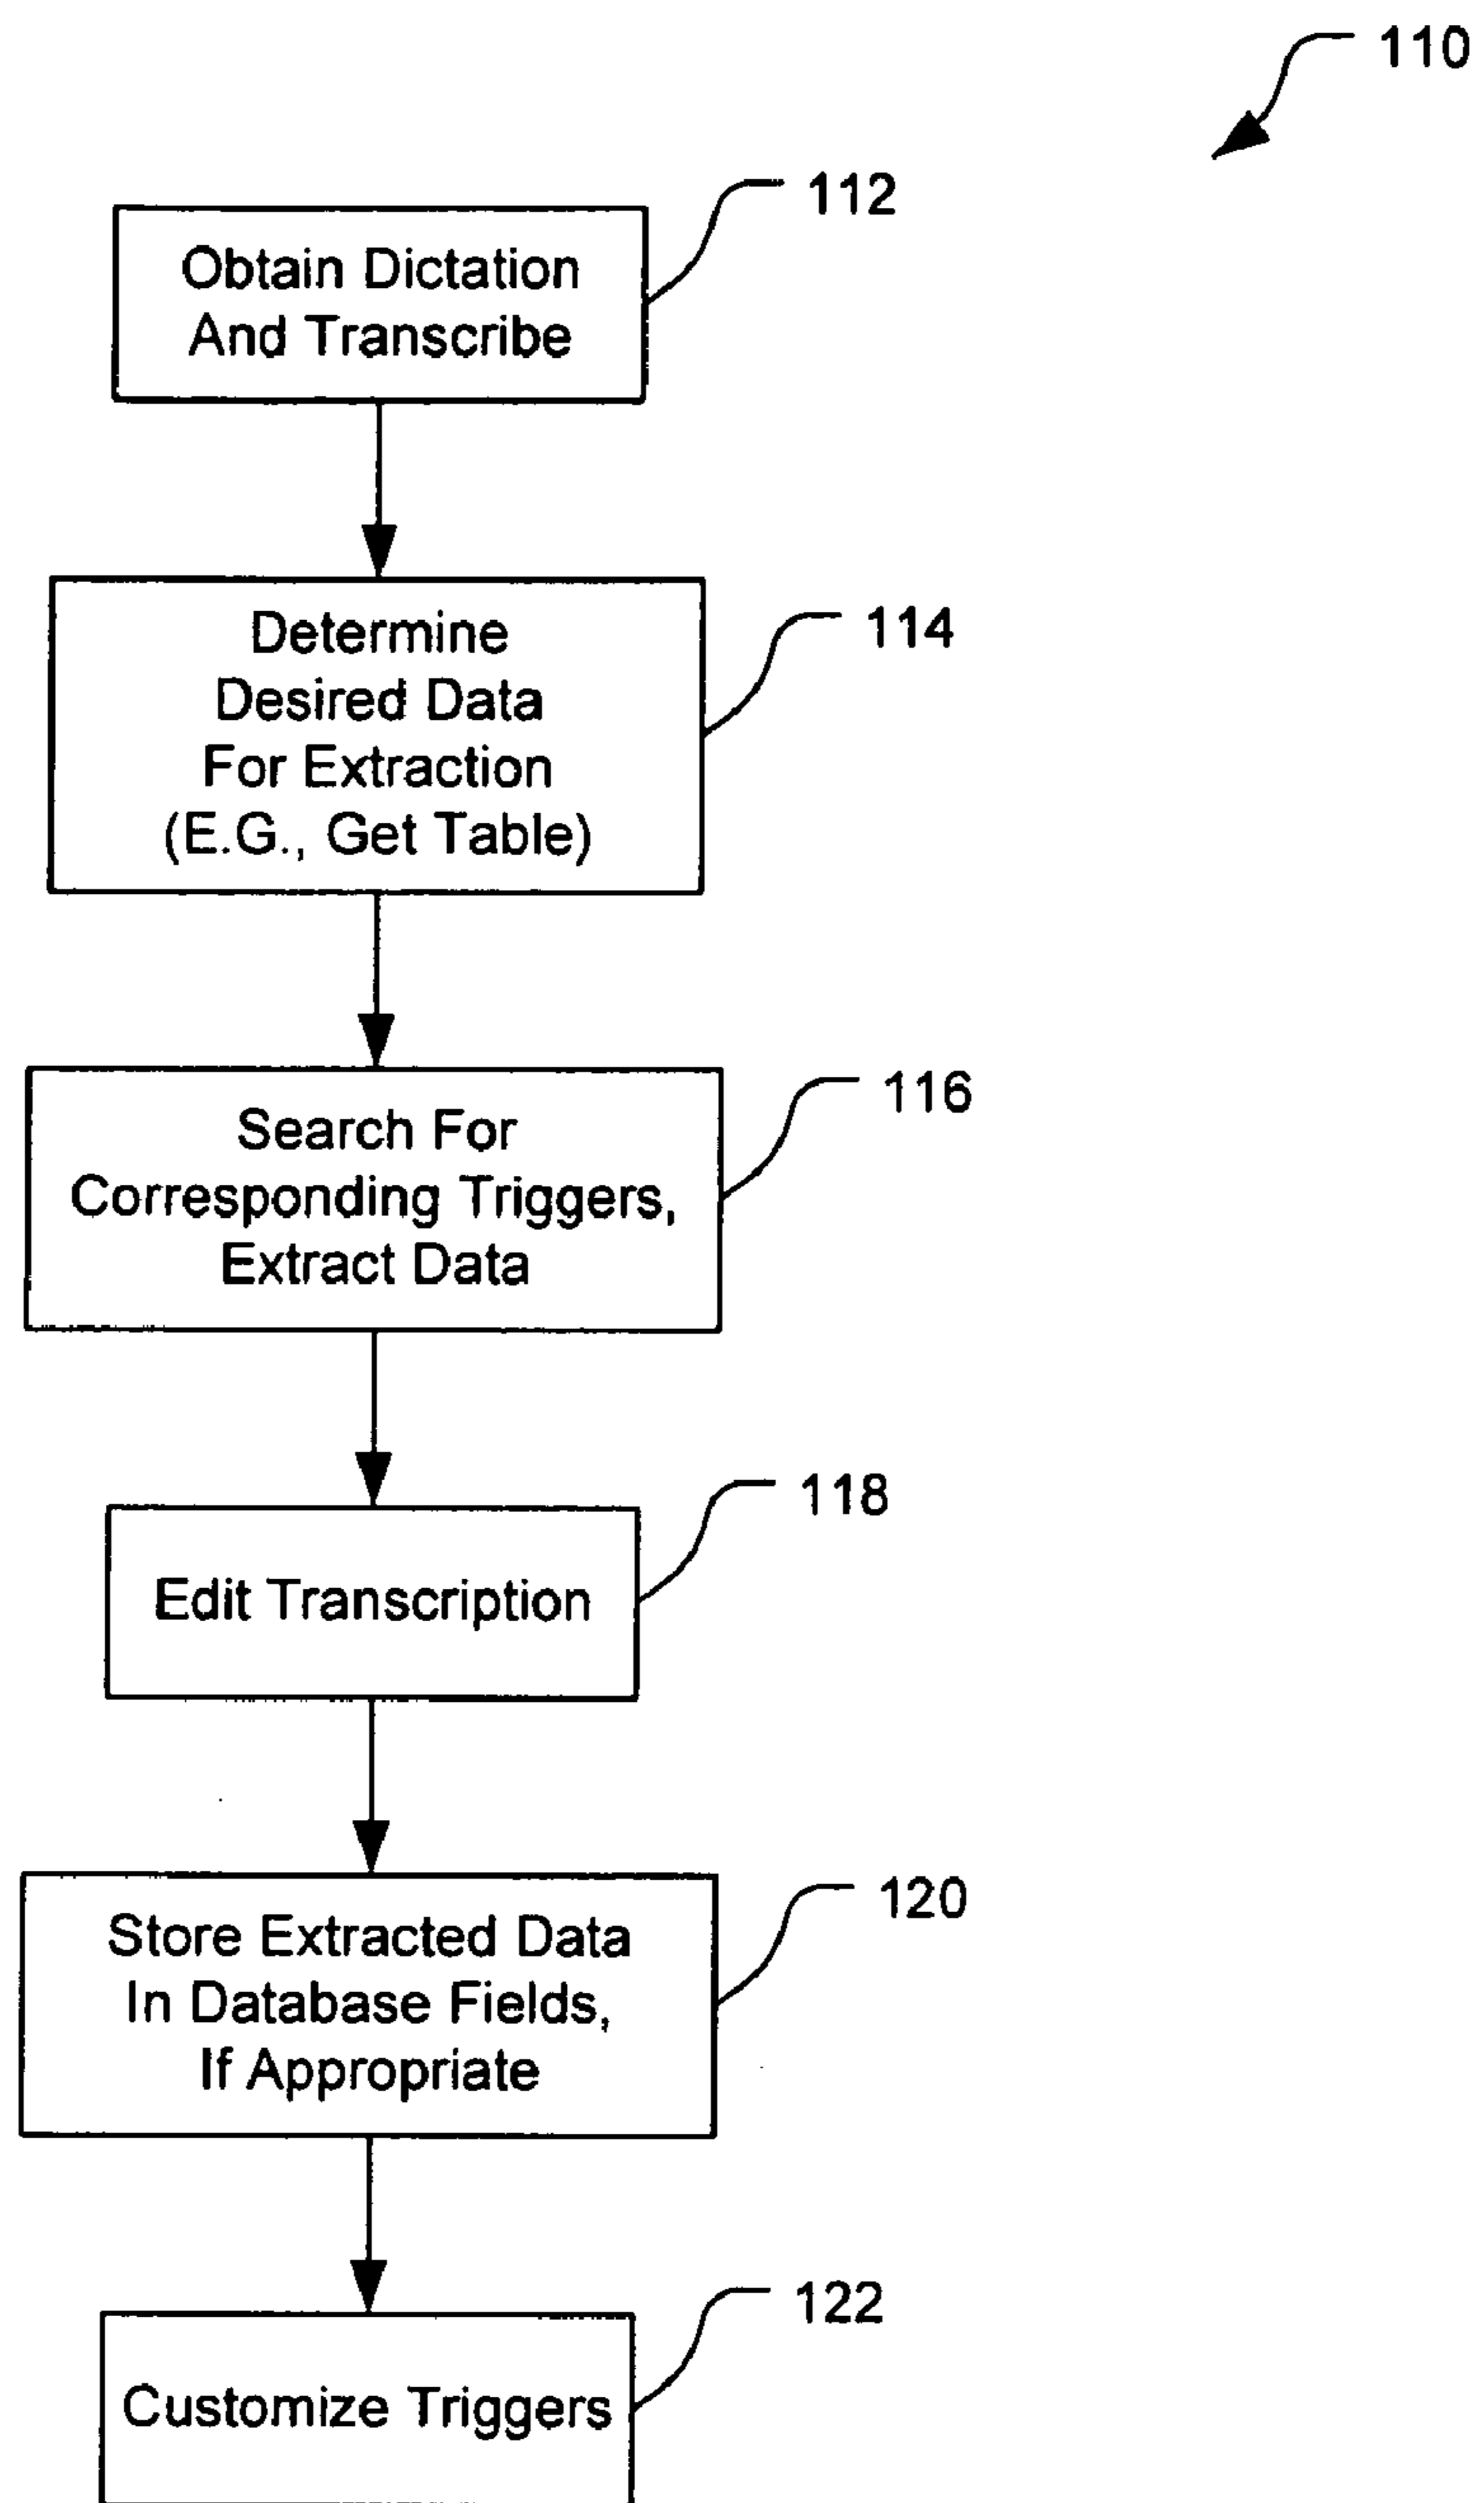 110
112
Obtain Dictation
And Transcribe
114
Determine
Desired Data
For Extraction
(E.G., Get Table)
116
Search For
Corresponding Triggers,
Extract Data
118
Edit Transcription
120
Store Extracted Data
In Database Fields,
If Appropriate
122
Customize Triggers